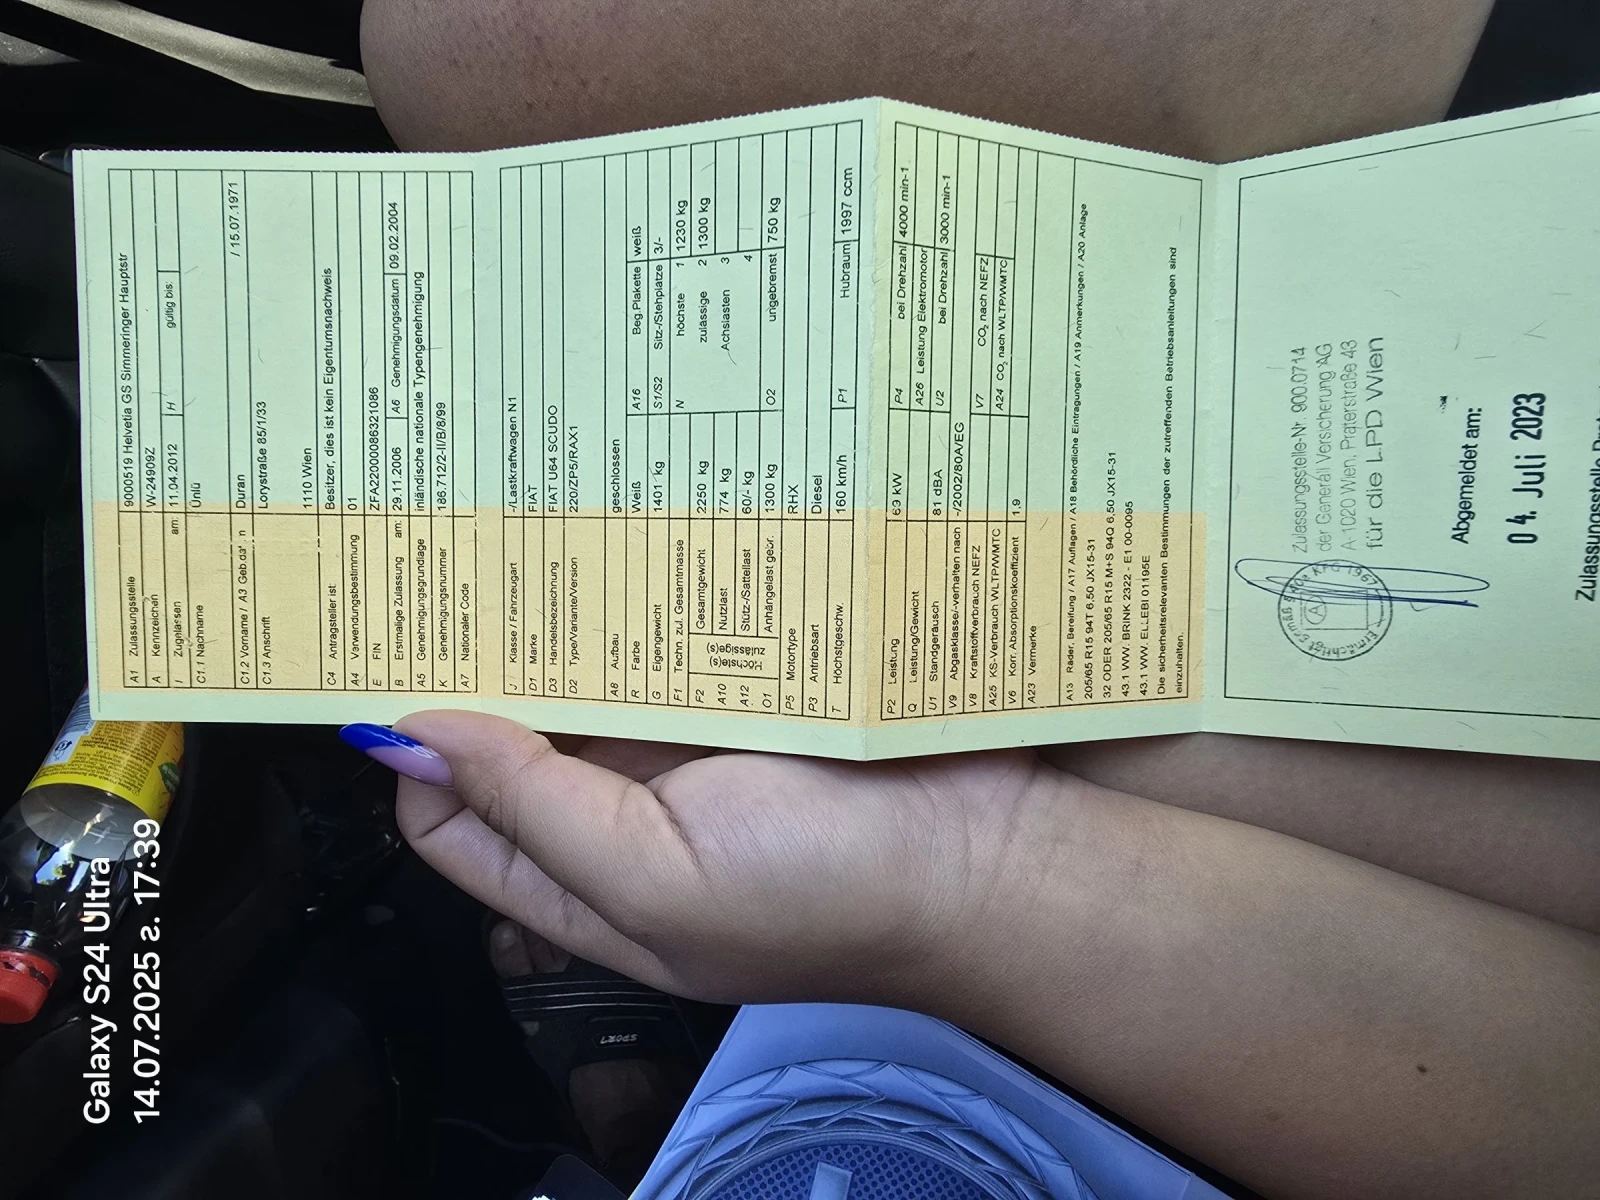 A1 Zulassungsstelle 9000519 Helvetia GS Simmeringer Hauptstr
A Kennzeichen W-24909Z
I Zugelassen am: 11.04.2012 H gültig bis:
C1.1 Nachname Ünlü
C1.2 Vorname / A3 Geb.dat Duran / 15.07.1971
C1.3 Anschrift Lorystraße 85/1/33
1110 Wien
C4 Antragsteller ist: Besitzer, dies ist kein Eigentumsnachweis
A4 Verwendungsbestimmung 01
E FIN ZFA22000086321086
B Erstmalige Zulassung am: 29.11.2006 A6 Genehmigungsdatum 09.02.2004
A5 Genehmigungsgrundlage inländische nationale Typengenehmigung
K Genehmigungsnummer 186.712/2-II/B/8/99
A7 Nationaler Code
J Klasse / Fahrzeugart -/Lastkraftwagen N1
D1 Marke FIAT
D3 Handelsbezeichnung FIAT U64 SCUDO
D2 Type/Variante/Version 220/ZP5/RAX1
A8 Aufbau geschlossen
R Farbe Weiß A16 Beg.Plakette weiß
G Eigengewicht 1401 kg S1/S2 Sitz-/Stehplätze 3/-
F1 Techn. zul. Gesamtmasse N höchste 1 1230 kg
Höchste(s) zulässige(s)
F2 Gesamtgewicht 2250 kg zulässige 2 1300 kg
A10 Nutzlast 774 kg Achslasten 3
A12 Stütz-/Sattellast 60/- kg 4
O1 Anhängelast gebr. 1300 kg O2 ungebremst 750 kg
P5 Motortype RHX
P3 Antriebsart Diesel
T Höchstgeschw. 160 km/h P1 Hubraum 1997 ccm
P2 Leistung 69 KW P4 bei Drehzahl 4000 min-1
Q Leistung/Gewicht A26 Leistung Elektromotor
U1 Standgeräusch 81 dBA U2 bei Drehzahl 3000 min-1
V9 Abgasklasse/-verhalten nach -/2002/80A/EG
V8 Kraftstoffverbrauch NEFZ V7 CO2 nach NEFZ
A25 KS-Verbrauch WLTP/WMTC A24 CO2 nach WLTP/WMTC
V6 Korr. Absorptionskoeffizient 1.9
A23 Vermerke
A13 Räder, Bereifung / A17 Auflagen / A18 Behördliche Eintragungen / A19 Anmerkungen / A20 Anlage
205/65 R15 94T 6,50 JX15-31
32 ODER 205/65 R15 M+S 94Q 6,50 JX15-31
43.1 WW. BRINK 2322 - E1 00-0095
43.1 WW. ELLEBI 01195E
Die sicherheitsrelevanten Bestimmungen der zutreffenden Betriebsanleitungen sind
einzuhalten.
Zulassungsstelle-Nr. 900.0714
der Generali Versicherung AG
A-1020 Wien, Praterstraße 43
für die LPD Wien
Abgemeldet am:
04. Juli 2023
Zulassungsstelle
SPORT
Galaxy S24 Ultra
14.07.2025 г. 17:39